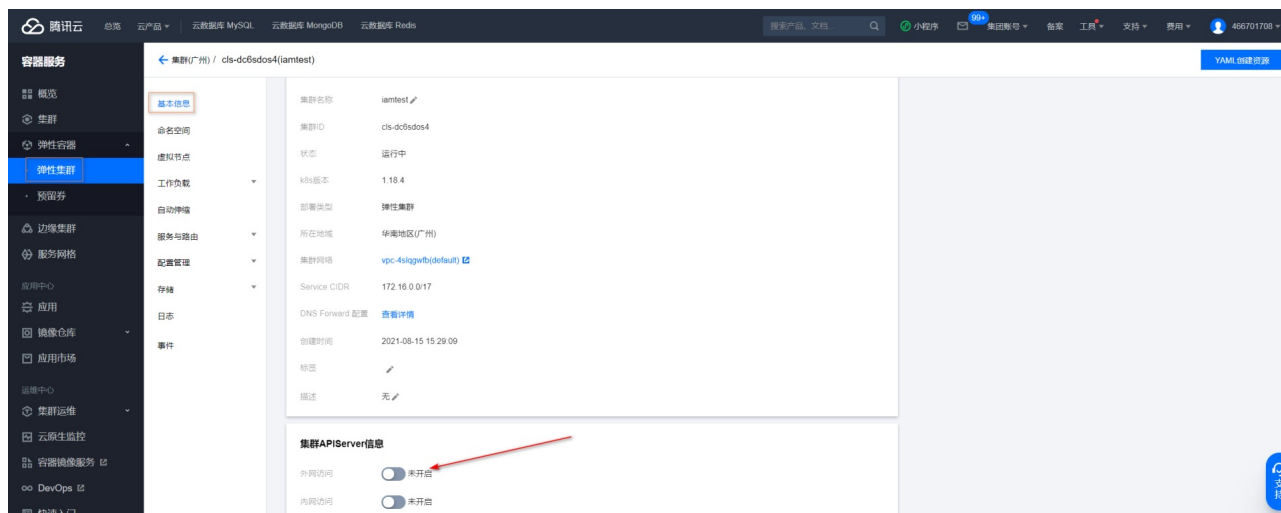 腾讯云 总览 云产品 云数据库 MySQL 云数据库 MongoDB 云数据库 Redis 搜索产品、文档 小程序 99+ 集团账号 备案 工具 支持 费用 466701708
容器服务 集群(广州) / cls-dc6sdos4(iamtest) YAML创建资源
概览
集群
弹性容器
弹性集群
预留券
边缘集群
服务网格
应用中心
应用
镜像仓库
应用市场
运维中心
集群运维
云原生监控
容器镜像服务
DevOps
快速入门
基本信息
命名空间
虚拟节点
工作负载
自动伸缩
服务与路由
配置管理
存储
日志
事件
集群名称 iamtest
集群ID cls-dc6sdos4
状态 运行中
k8s版本 1.18.4
部署类型 弹性集群
所在地域 华南地区(广州)
集群网络 vpc-4slqgwfb(default)
Service CIDR 172.16.0.0/17
DNS Forward 配置 查看详情
创建时间 2021-08-15 15:29:09
标签
描述 无
集群APIServer信息
外网访问 未开启
内网访问 未开启
支持